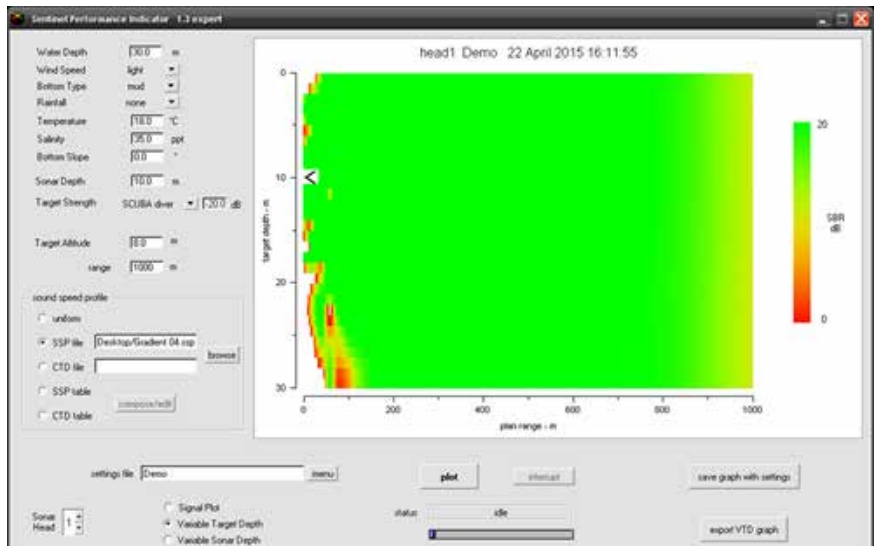 Sentinel Performance Indicator 1.3 expert
Water Depth 30.0 m
Wind Speed light
Bottom Type mud
Rainfall none
Temperature 18.0 °C
Salinity 35.0 ppt
Bottom Slope 0.0 °
Sonar Depth 10.0 m
Target Strength SCUBA diver -20.0 dB
Target Altitude 8.0 m
range 1000 m
sound speed profile
uniform
SSP file Desktop/Gradient 04.ssp
browse
CTD file
SSP table
compose/edit
CTD table
head1 Demo 22 April 2015 16:11:55
0
10
20
30
target depth - m
0 200 400 600 800 1000
plan range - m
20
SBR
dB
0
settings file Demo menu
plot
interrupt
save graph with settings
Sonar Head 1
Signal Plot
Variable Target Depth
Variable Sonar Depth
status idle
export VTD graph